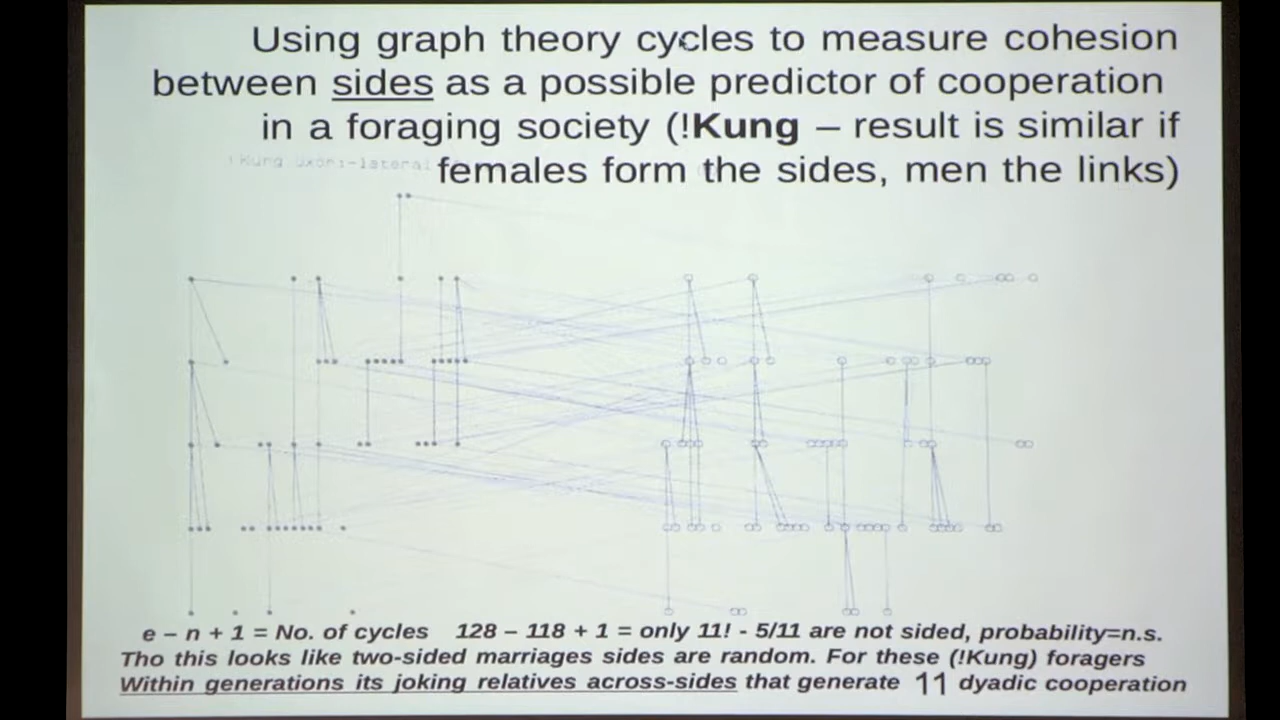 Using graph theory cycles to measure cohesion
between sides as a possible predictor of cooperation
in a foraging society (!Kung – result is similar if
!Kung uxori-lateral
females form the sides, men the links)
e – n + 1 = No. of cycles 128 – 118 + 1 = only 11! - 5/11 are not sided, probability=n.s.
Tho this looks like two-sided marriages sides are random. For these (!Kung) foragers
Within generations its joking relatives across-sides that generate 11 dyadic cooperation